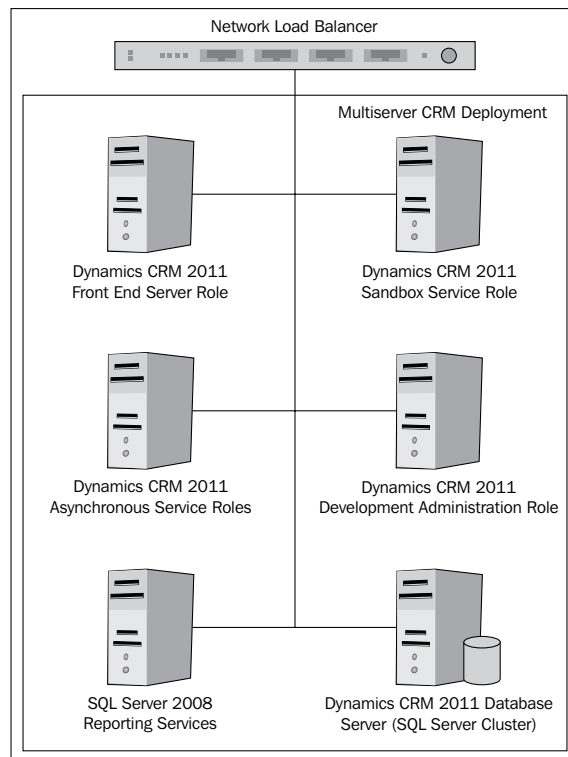 Network Load Balancer
Multiserver CRM Deployment
Dynamics CRM 2011
Front End Server Role
Dynamics CRM 2011
Sandbox Service Role
Dynamics CRM 2011
Asynchronous Service Roles
Dynamics CRM 2011
Development Administration Role
SQL Server 2008
Reporting Services
Dynamics CRM 2011 Database
Server (SQL Server Cluster)